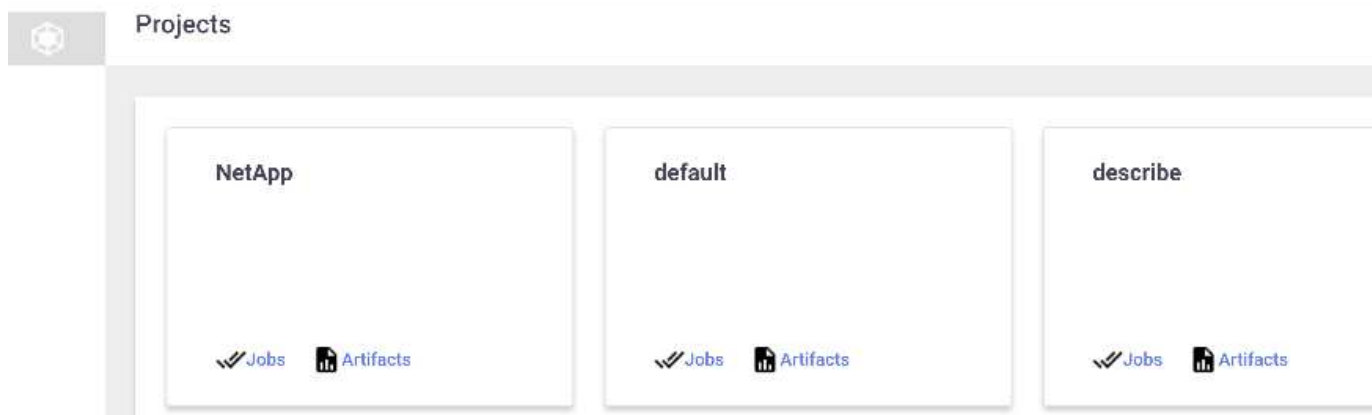 Projects
NetApp
default
describe
Jobs
Artifacts
Jobs
Artifacts
Jobs
Artifacts